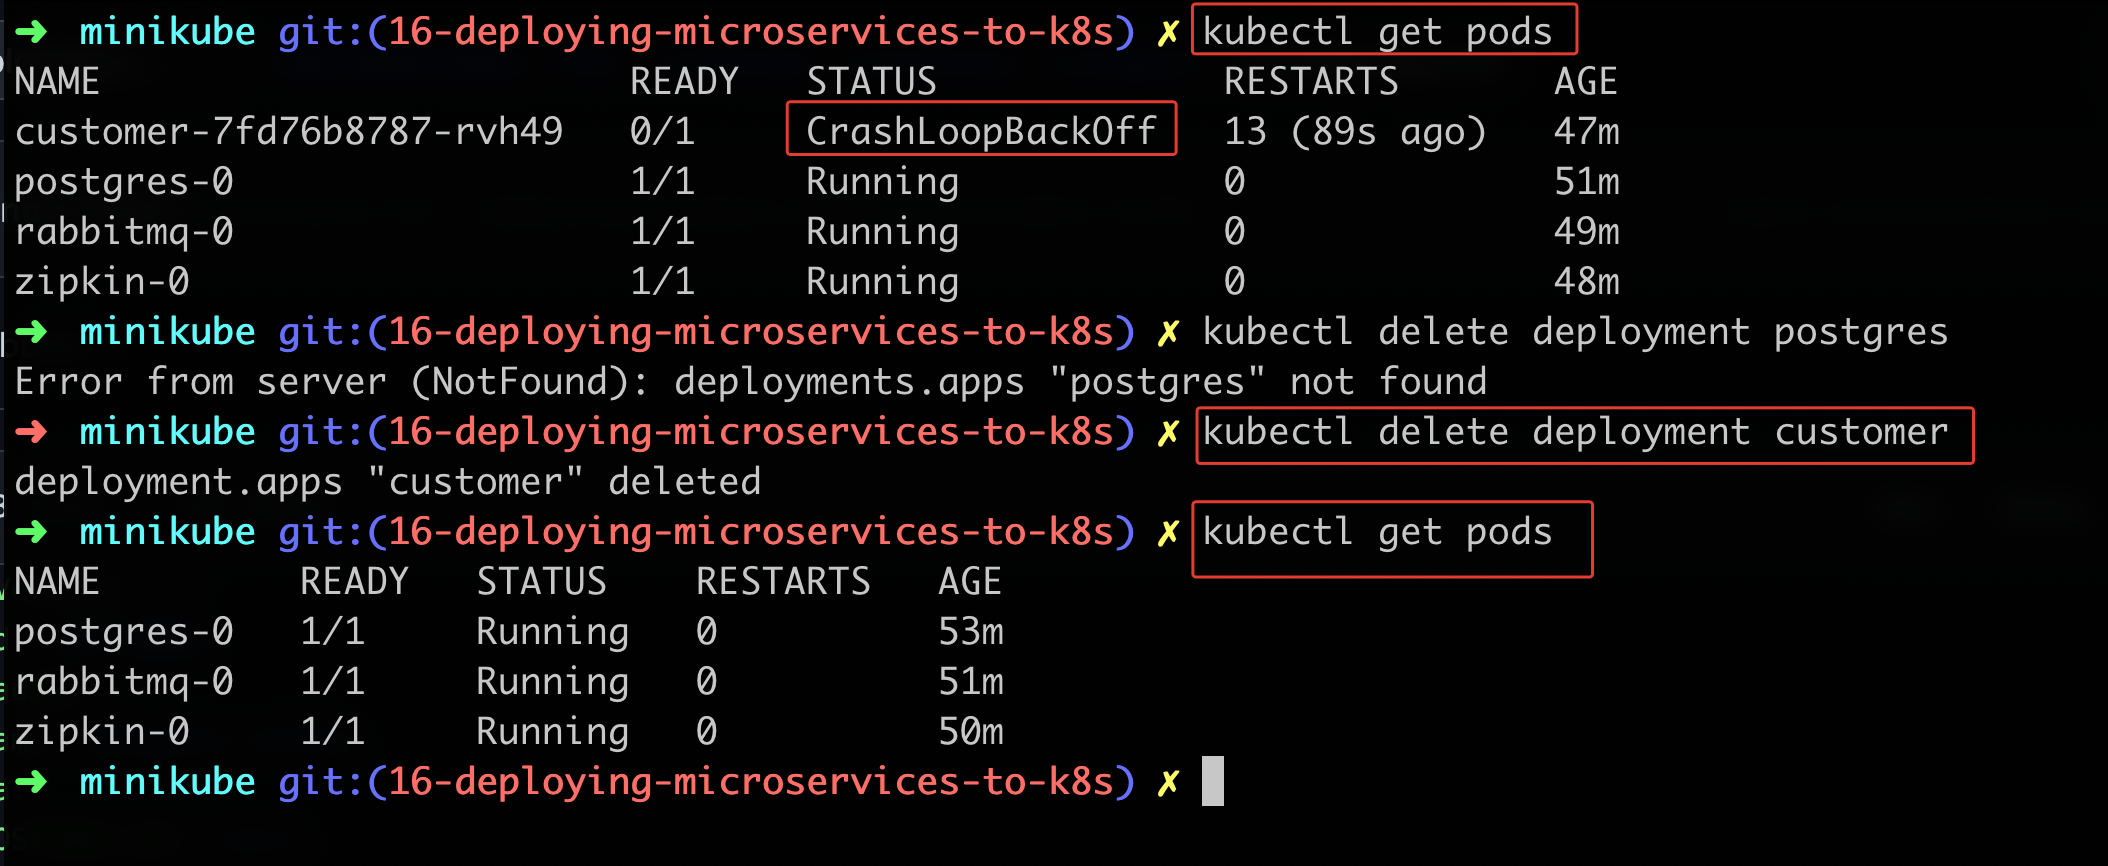 ➜ minikube git:(16-deploying-microservices-to-k8s) ✗ kubectl get pods
NAME READY STATUS RESTARTS AGE
customer-7fd76b8787-rvh49 0/1 CrashLoopBackOff 13 (89s ago) 47m
postgres-0 1/1 Running 0 51m
rabbitmq-0 1/1 Running 0 49m
zipkin-0 1/1 Running 0 48m
➜ minikube git:(16-deploying-microservices-to-k8s) ✗ kubectl delete deployment postgres
Error from server (NotFound): deployments.apps "postgres" not found
➜ minikube git:(16-deploying-microservices-to-k8s) ✗ kubectl delete deployment customer
deployment.apps "customer" deleted
➜ minikube git:(16-deploying-microservices-to-k8s) ✗ kubectl get pods
NAME READY STATUS RESTARTS AGE
postgres-0 1/1 Running 0 53m
rabbitmq-0 1/1 Running 0 51m
zipkin-0 1/1 Running 0 50m
➜ minikube git:(16-deploying-microservices-to-k8s) ✗